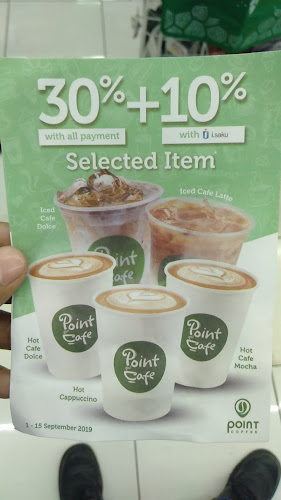 30%+10%
with all payment
with i.saku
Selected Item
Iced
Cafe
Dolce
Iced Cafe Latte
Point
Cafe
Hot
Cafe
Dolce
Point
Cafe
Point
Cafe
Point
Cafe
Hot
Cafe
Mocha
Hot
Cappuccino
1 - 15 September 2019
POINT
COFFEE